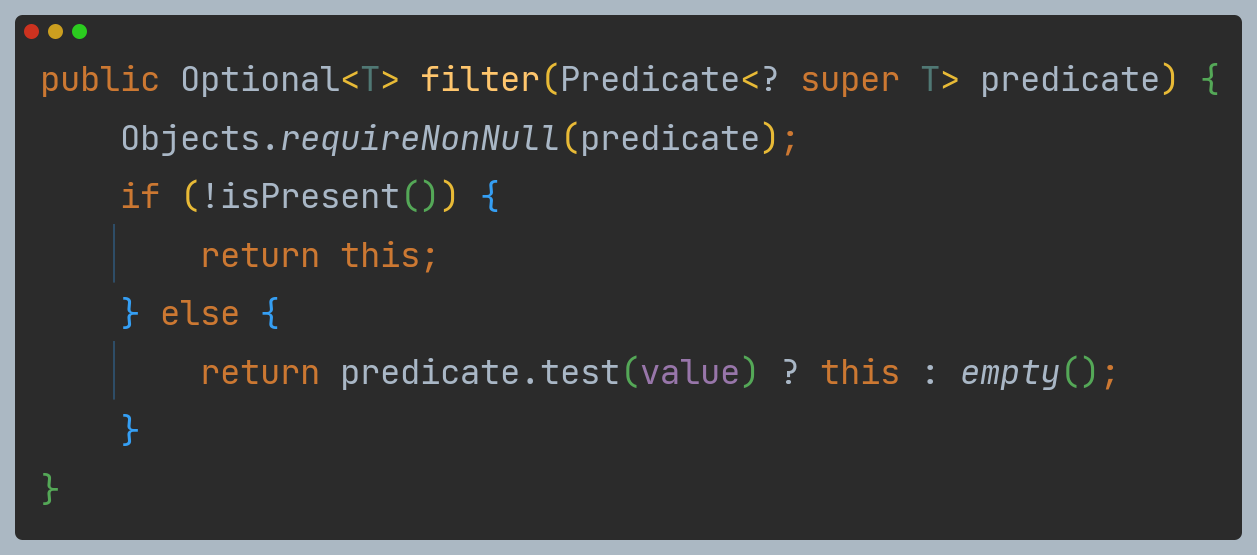 public Optional<T> filter(Predicate<? super T> predicate) {
    Objects.requireNonNull(predicate);
    if (!isPresent()) {
        return this;
    } else {
        return predicate.test(value) ? this : empty();
    }
}